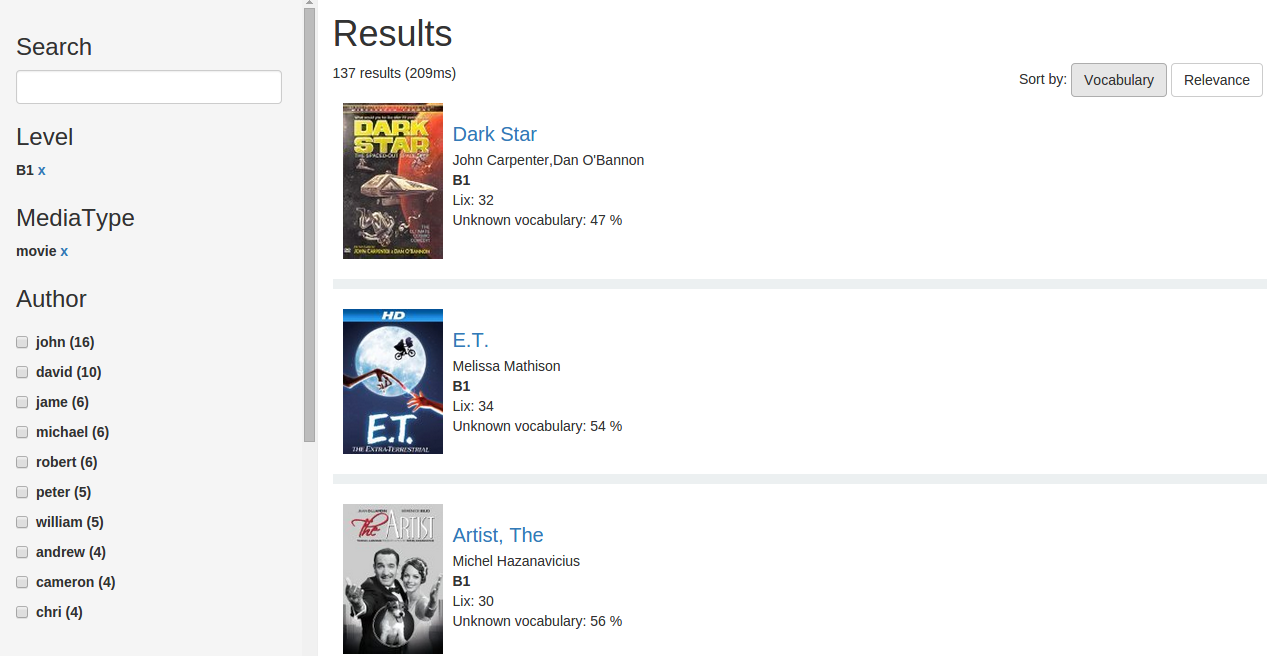 Search
Level
B1 x
MediaType
movie x
Author
john (16)
david (10)
jame (6)
michael (6)
robert (6)
peter (5)
william (5)
andrew (4)
cameron (4)
chri (4)
Results
137 results (209ms)
Sort by: Vocabulary Relevance
DARK
STAR
THE SPACED-OUT
THE
ULTIMATE
COSMIC
COMEDY!
JOHN CARPENTER & DAN O'BANNON
Dark Star
John Carpenter,Dan O'Bannon
B1
Lix: 32
Unknown vocabulary: 47 %
HD
E.T.
THE EXTRA-TERRESTRIAL
E.T.
Melissa Mathison
B1
Lix: 34
Unknown vocabulary: 54 %
the ARTIST
Artist, The
Michel Hazanavicius
B1
Lix: 30
Unknown vocabulary: 56 %